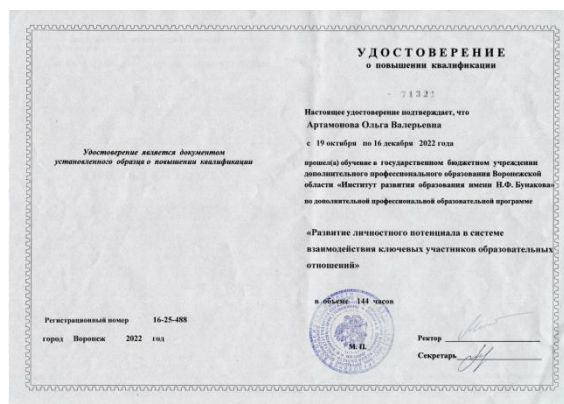 Удостоверение является документом
установленного образца о повышении квалификации
Регистрационный номер 16-25-488
город Воронеж 2022 год
УДОСТОВЕРЕНИЕ
о повышении квалификации
Настоящее удостоверение подтверждает, что
Артамонова Ольга Валерьевна
с 19 октября по 16 декабря 2022 года
прошел(а) обучение в государственном бюджетном учреждении
дополнительного профессионального образования Воронежской
области «Институт развития образования имени Н.Ф. Бунакова»
по дополнительной профессиональной образовательной программе
«Развитие личностного потенциала в системе
взаимодействия ключевых участников образовательных
отношений»
в объеме 144 часов
М. П.
Ректор
Секретарь